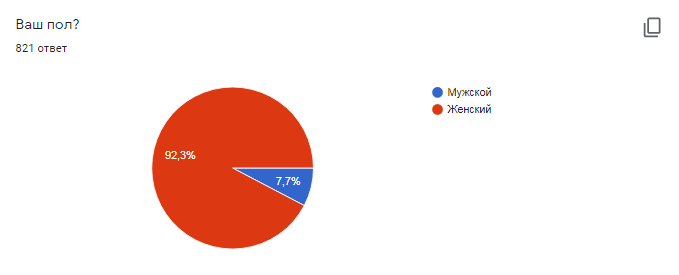 Ваш пол?
821 ответ
Мужской
Женский
92,3%
7,7%